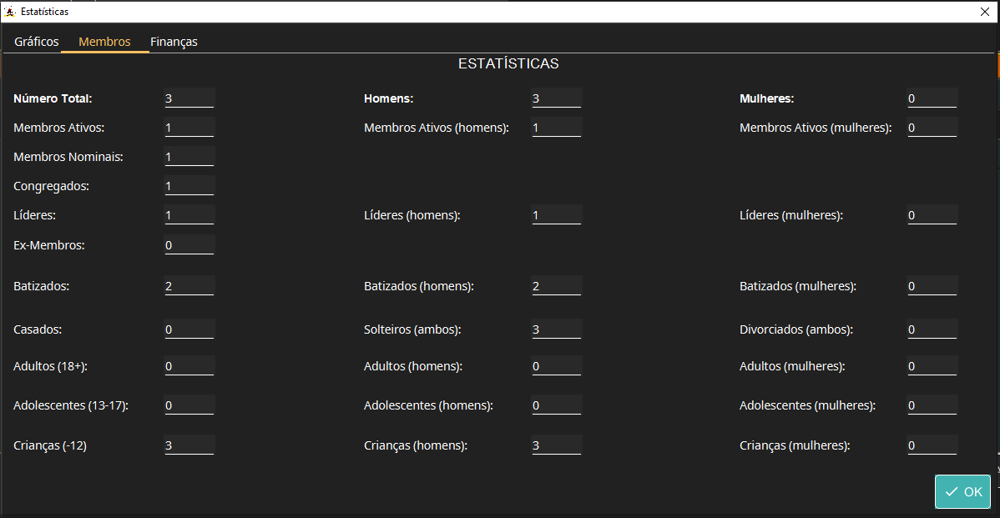 Estatísticas
Gráficos Membros Finanças
ESTATÍSTICAS
Número Total: 3 Homens: 3 Mulheres: 0
Membros Ativos: 1 Membros Ativos (homens): 1 Membros Ativos (mulheres): 0
Membros Nominais: 1
Congregados: 1
Líderes: 1 Líderes (homens): 1 Líderes (mulheres): 0
Ex-Membros: 0
Batizados: 2 Batizados (homens): 2 Batizados (mulheres): 0
Casados: 0 Solteiros (ambos): 3 Divorciados (ambos): 0
Adultos (18+): 0 Adultos (homens): 0 Adultos (mulheres): 0
Adolescentes (13-17): 0 Adolescentes (homens): 0 Adolescentes (mulheres): 0
Crianças (-12) 3 Crianças (homens): 3 Crianças (mulheres): 0
OK